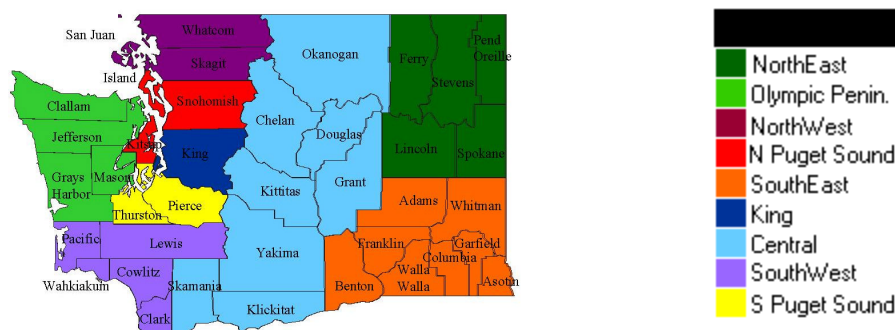 San Juan
Whatcom
Skagit
Island
Okanogan
Ferry
Pend
Oreille
Stevens
Clallam
Snohomish
Chelan
Douglas
Jefferson
Kitsap
King
Lincoln
Spokane
Grays
Harbor
Mason
Kittitas
Grant
Adams
Whitman
Thurston
Pierce
Pacific
Lewis
Yakima
Franklin
Garfield
Columbia
Walla
Walla
Benton
Asotin
Wahkiakum
Cowlitz
Skamania
Klickitat
Clark
NorthEast
Olympic Penin.
NorthWest
N Puget Sound
SouthEast
King
Central
SouthWest
S Puget Sound